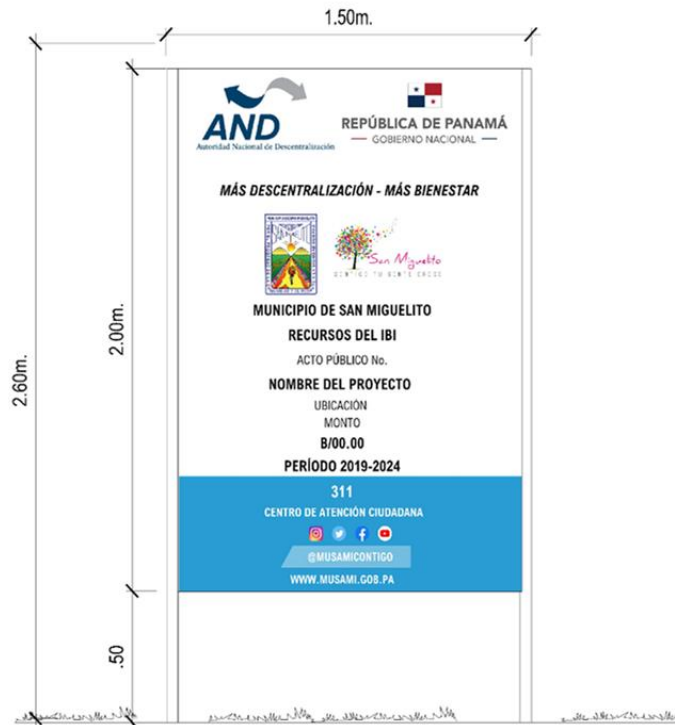 1.50m.
2.60m.
2.00m.
.50
AND
Autoridad Nacional de Descentralización
REPÚBLICA DE PANAMÁ
GOBIERNO NACIONAL
MÁS DESCENTRALIZACIÓN - MÁS BIENESTAR
San Miguelito
MUNICIPIO DE SAN MIGUELITO
RECURSOS DEL IBI
ACTO PÚBLICO No.
NOMBRE DEL PROYECTO
UBICACIÓN
MONTO
B/00.00
PERÍODO 2019-2024
311
CENTRO DE ATENCIÓN CIUDADANA
@MUSAMICONTIGO
WWW.MUSAMI.GOB.PA